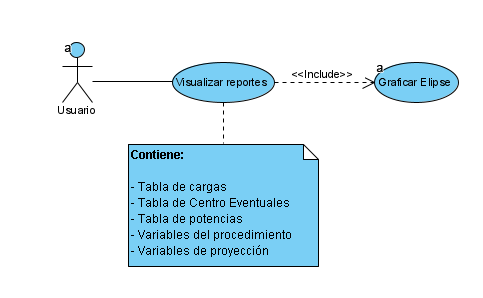 a
Usuario
Visualizar reportes
<<Include>>
a
Graficar Elipse
Contiene:
- Tabla de cargas
- Tabla de Centro Eventuales
- Tabla de potencias
- Variables del procedimiento
- Variables de proyección